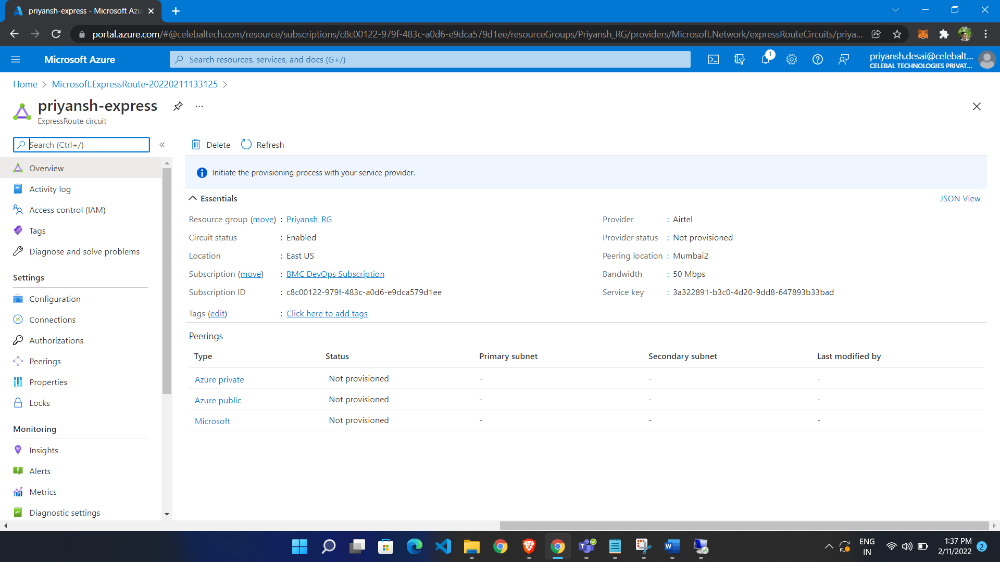 priyansh-express - Microsoft Azu
portal.azure.com/#@celebaltech.com/resource/subscriptions/c8c00122-979f-483c-a0d6-e9dca579d1ee/resourceGroups/Priyansh_RG/providers/Microsoft.Network/expressRouteCircuits/priya...
Microsoft Azure
Search resources, services, and docs (G+/)
1
priyansh.desai@celebalt...
CELEBAL TECHNOLOGIES PRIVAT...
Home > Microsoft.ExpressRoute-20220211133125 >
priyansh-express
...
ExpressRoute circuit
Search (Ctrl+/)
«
Delete
Refresh
Overview
Activity log
Access control (IAM)
Tags
Diagnose and solve problems
Settings
Configuration
Connections
Authorizations
Peerings
Properties
Locks
Monitoring
Insights
Alerts
Metrics
Diagnostic settings
Initiate the provisioning process with your service provider.
Essentials
JSON View
Resource group (move) : Priyansh_RG
Circuit status : Enabled
Location : East US
Subscription (move) : BMC DevOps Subscription
Subscription ID : c8c00122-979f-483c-a0d6-e9dca579d1ee
Tags (edit) : Click here to add tags
Provider : Airtel
Provider status : Not provisioned
Peering location : Mumbai2
Bandwidth : 50 Mbps
Service key : 3a322891-b3c0-4d20-9dd8-647893b33bad
Peerings
Type Status Primary subnet Secondary subnet Last modified by
Azure private Not provisioned - - -
Azure public Not provisioned - - -
Microsoft Not provisioned - - -
ENG
IN
1:37 PM
2/11/2022
2